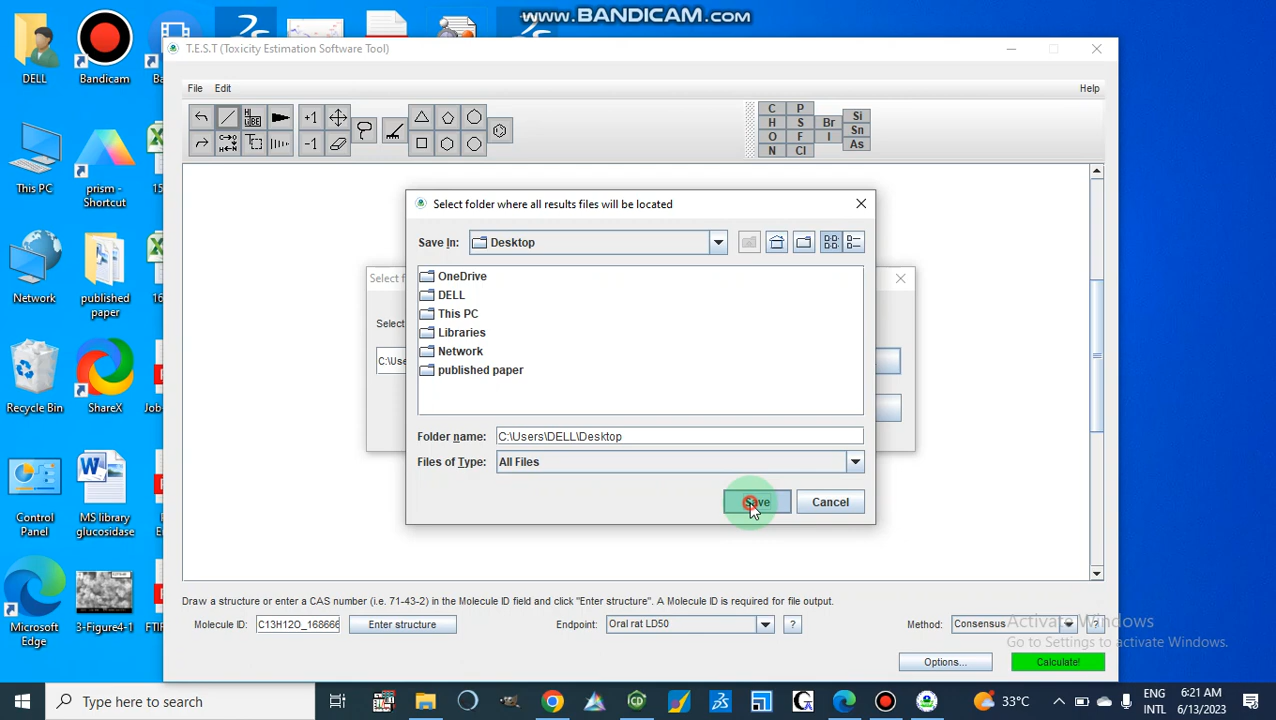 www.BANDICAM.com
T.E.S.T (Toxicity Estimation Software Tool)
File Edit Help
+1
-1
C P Br Si
H S I Sn
O F As
N Cl
Select folder where all results files will be located
Save In: Desktop
OneDrive
DELL
This PC
Libraries
Network
published paper
Folder name: C:\Users\DELL\Desktop
Files of Type: All Files
Save Cancel
Draw a structure or enter a CAS number (i.e. 71-43-2) in the Molecule ID field and click "Enter structure". A Molecule ID is required for file output.
Molecule ID: C13H12O_168666 Enter structure Endpoint: Oral rat LD50 ? Method: Consensus ?
Options... Calculate!
Activate Windows
Go to Settings to activate Windows.
DELL
Bandicam
This PC
prism - Shortcut
Network
published paper
Recycle Bin
ShareX
Control Panel
MS library glucosidase
Microsoft Edge
3-Figure4-1
Type here to search
33°C
ENG
INTL
6:21 AM
6/13/2023